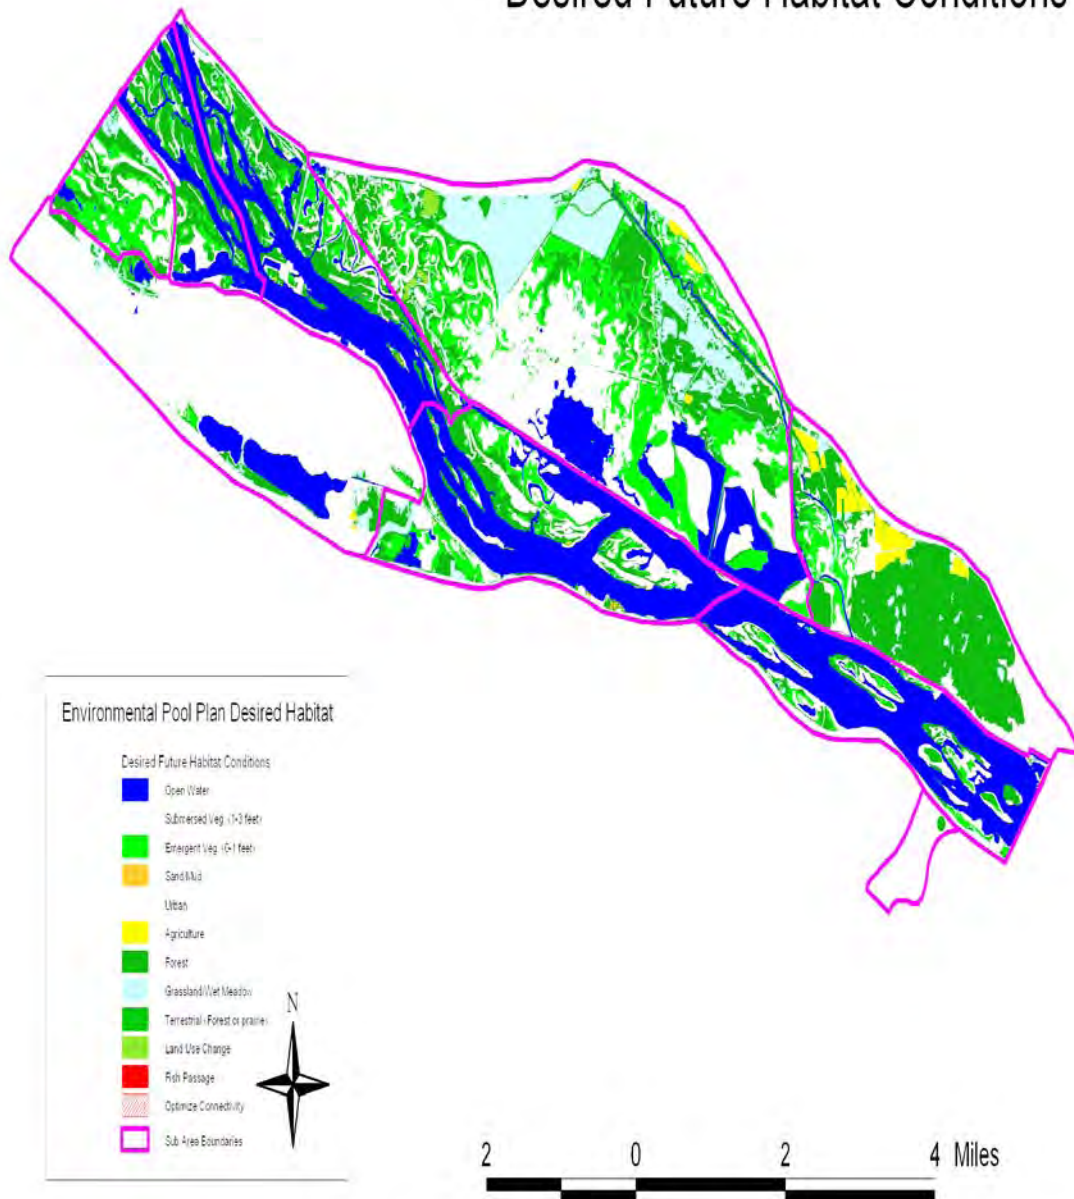 Desired Future Habitat Conditions
Environmental Pool Plan Desired Habitat
Desired Future Habitat Conditions
Open Water
Submersed Veg. (1-3 feet)
Emergent Veg. (0-1 feet)
Sand/Mud
Urban
Agriculture
Forest
Grassland/Wet Meadow
Terrestrial (Forest or prairie)
Land Use Change
Fish Passage
Optimize Connectivity
Sub Area Boundaries
N
2 0 2 4 Miles